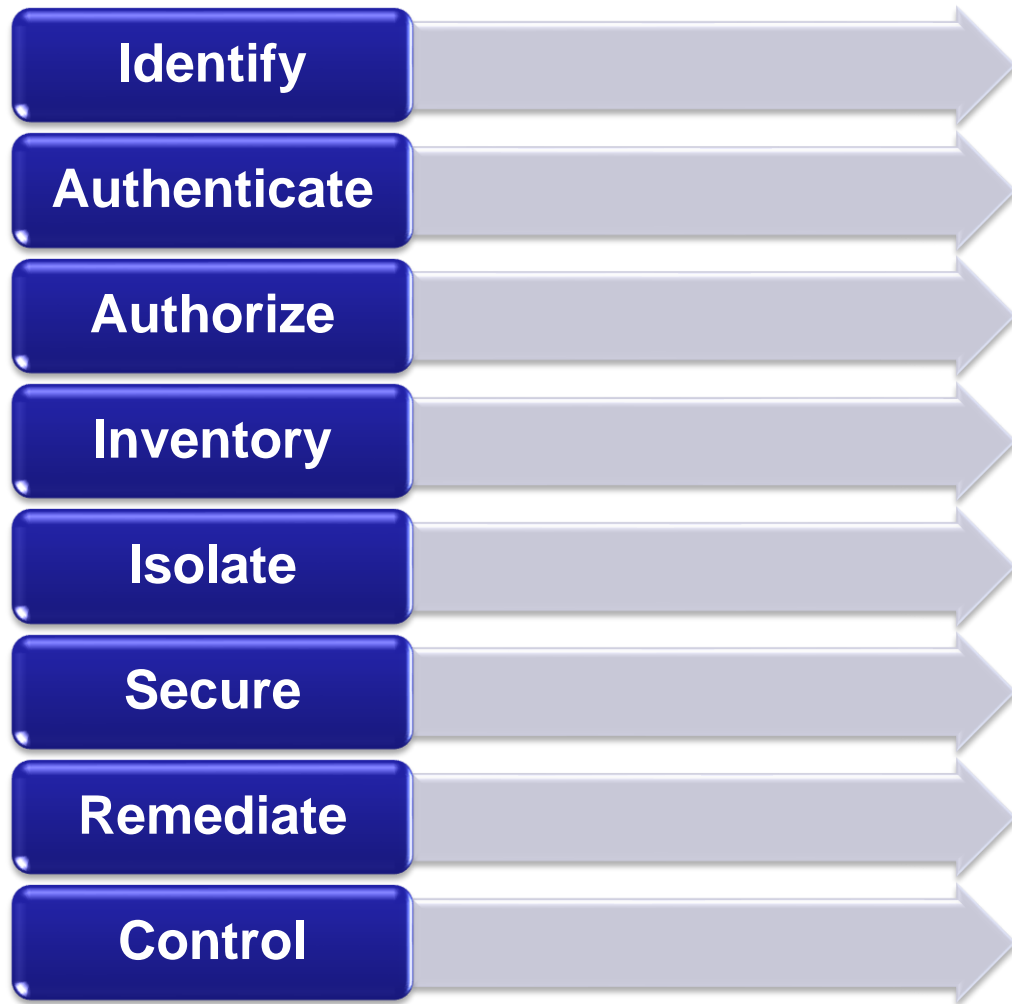 Identify
Authenticate
Authorize
Inventory
Isolate
Secure
Remediate
Control